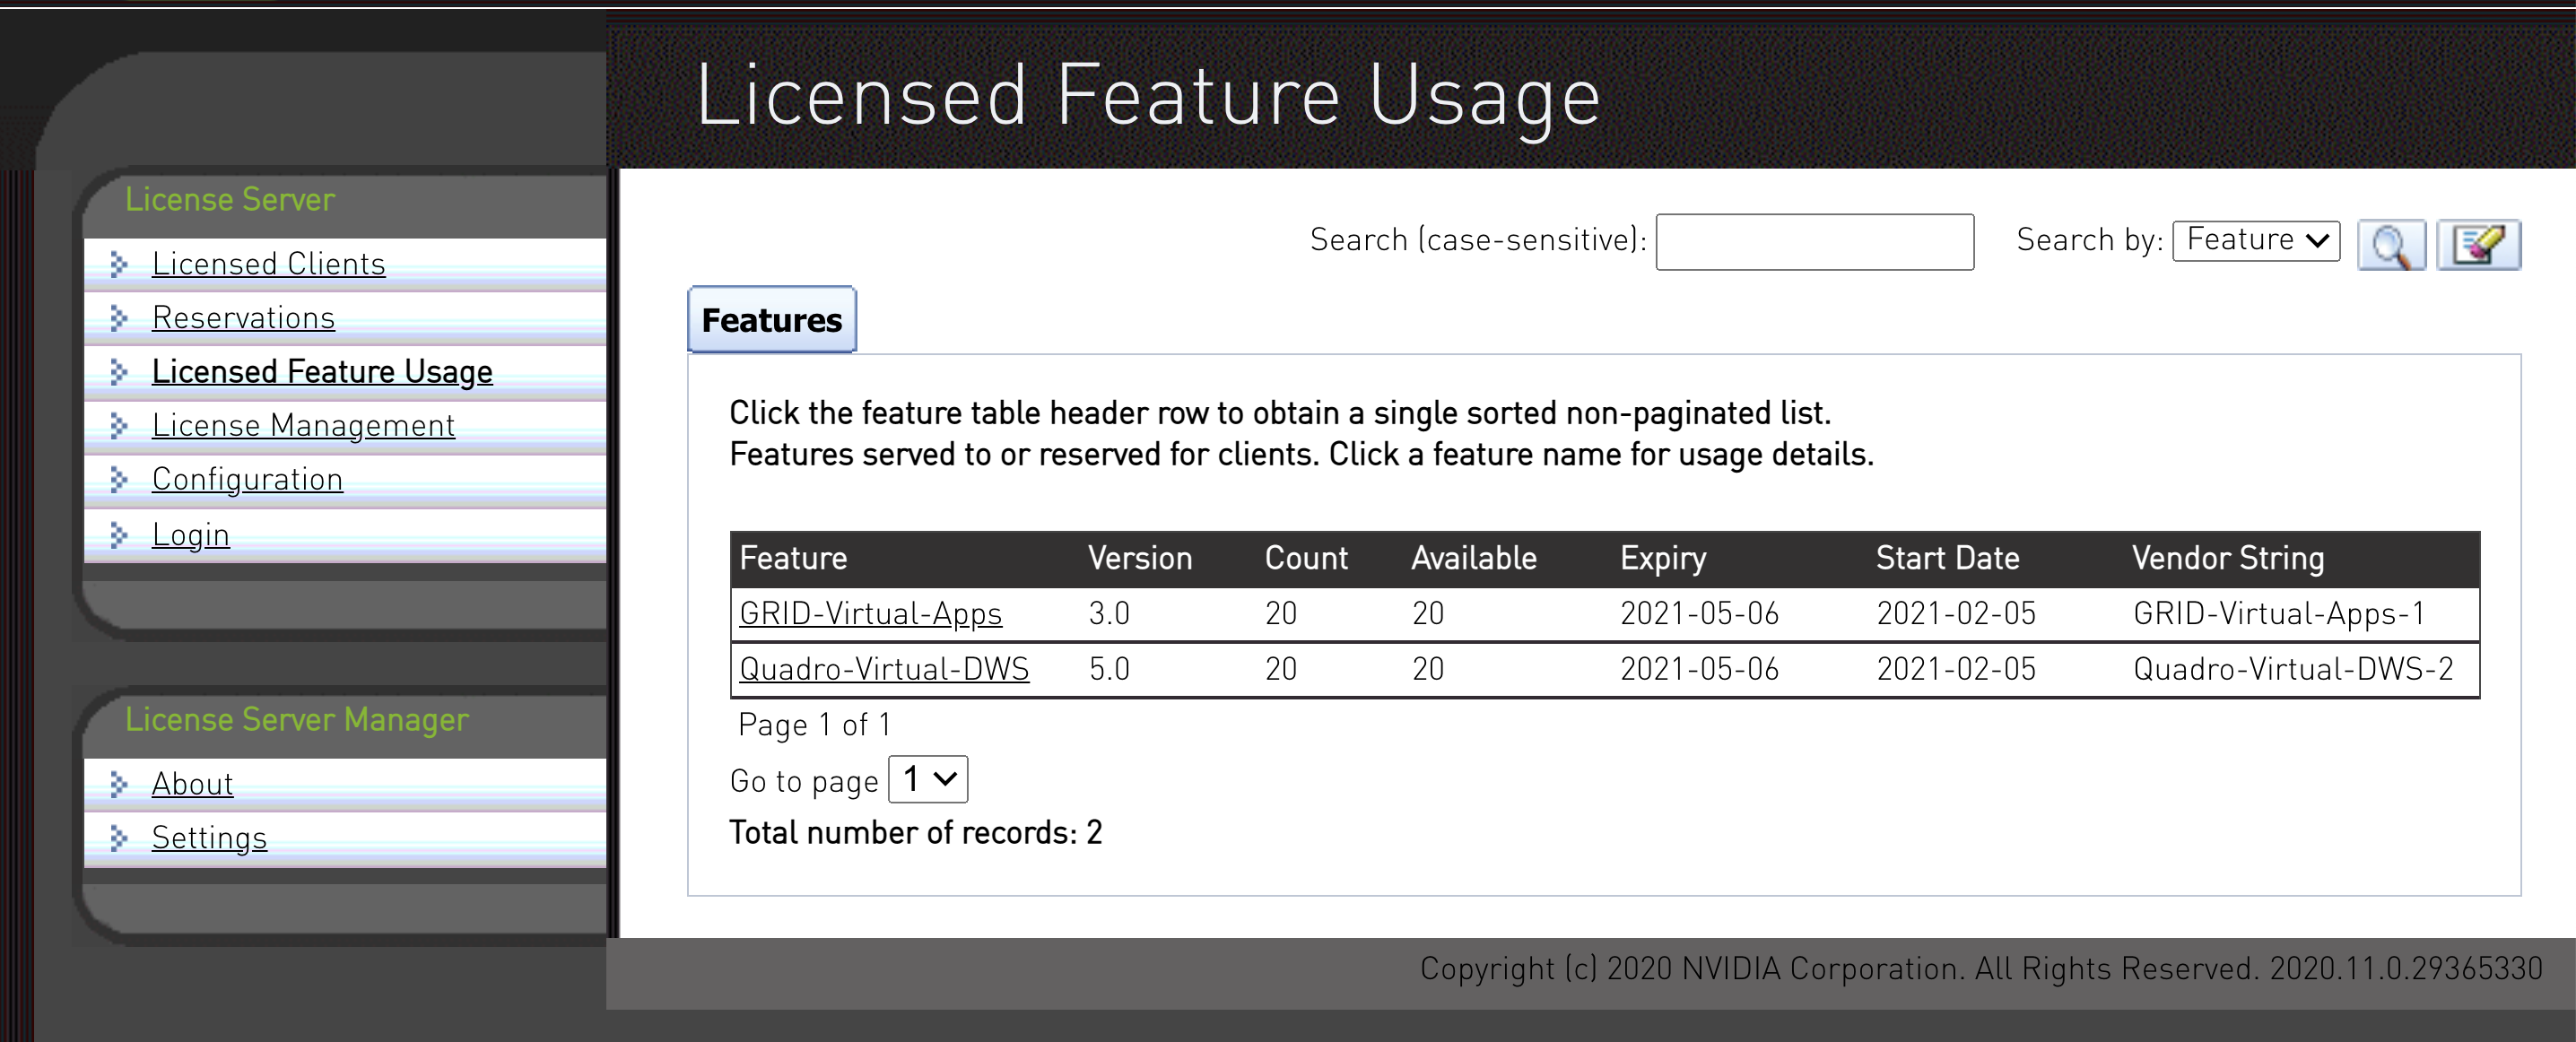 Licensed Feature Usage
License Server
Licensed Clients
Reservations
Licensed Feature Usage
License Management
Configuration
Login
License Server Manager
About
Settings
Search (case-sensitive): Search by: Feature
Features
Click the feature table header row to obtain a single sorted non-paginated list.
Features served to or reserved for clients. Click a feature name for usage details.
Feature Version Count Available Expiry Start Date Vendor String
GRID-Virtual-Apps 3.0 20 20 2021-05-06 2021-02-05 GRID-Virtual-Apps-1
Quadro-Virtual-DWS 5.0 20 20 2021-05-06 2021-02-05 Quadro-Virtual-DWS-2
Page 1 of 1
Go to page 1
Total number of records: 2
Copyright (c) 2020 NVIDIA Corporation. All Rights Reserved. 2020.11.0.29365330